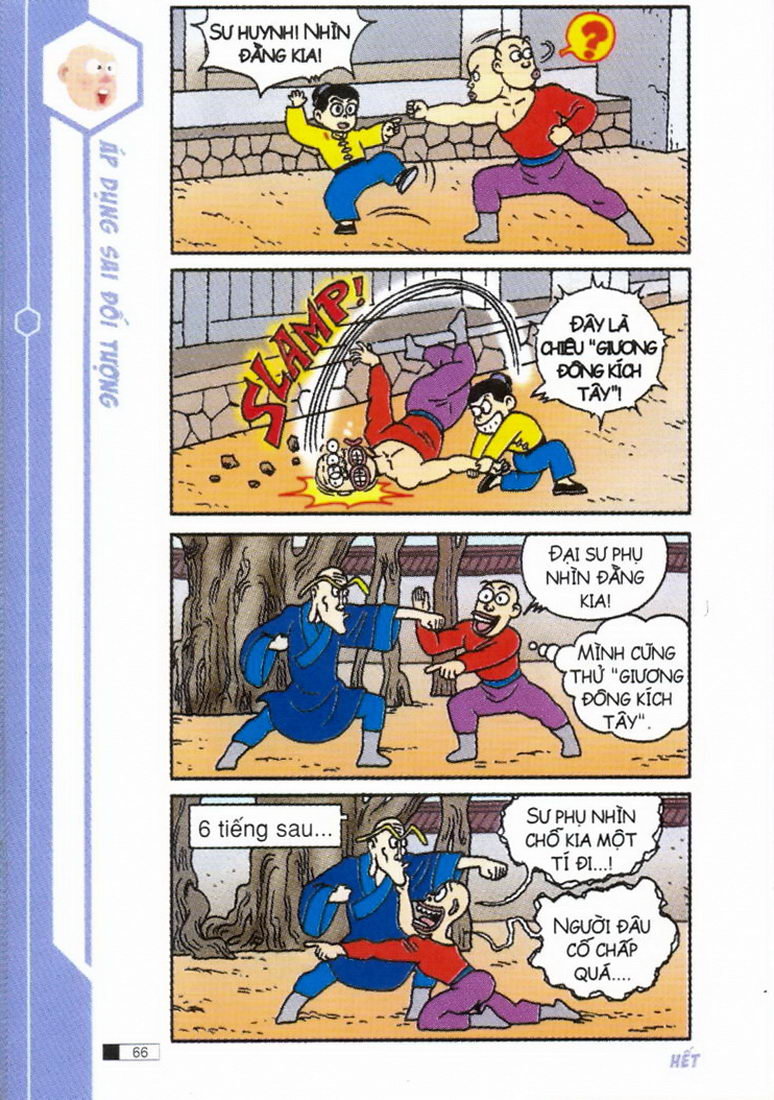 ÁP DỤNG SAI ĐỐI TƯỢNG
SƯ HUYNH! NHÌN
ĐẰNG KIA!
?
SLAMP!
ĐÂY LÀ
CHIÊU "GIƯƠNG
ĐÔNG KÍCH
TÂY"!
ĐẠI SƯ PHỤ
NHÌN ĐẰNG
KIA!
MÌNH CŨNG
THỬ "GIƯƠNG
ĐÔNG KÍCH
TÂY".
6 tiếng sau...
SƯ PHỤ NHÌN
CHỖ KIA MỘT
TÍ ĐI...!
NGƯỜI ĐÂU
CỐ CHẤP
QUÁ....
66
HẾT